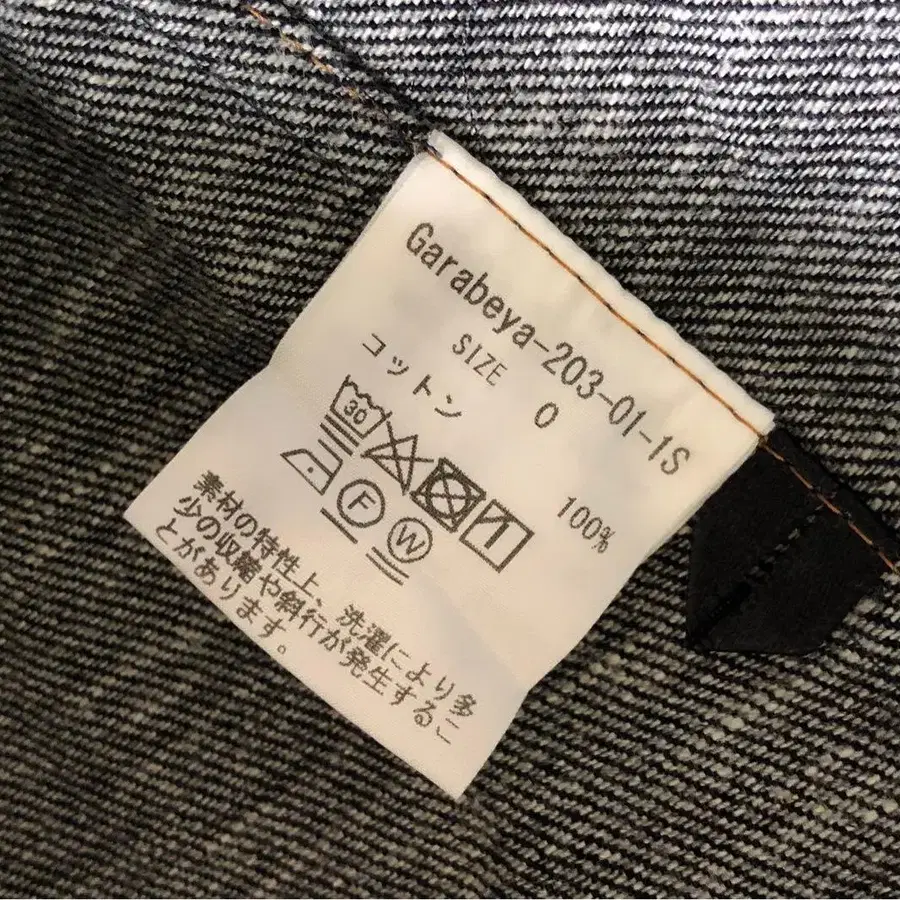 Garabeya-203-01-1S
SIZE 0
コットン 100%
30
F W
素材の特性上、洗濯により多
少の収縮や斜行が発生するこ
とがあります。